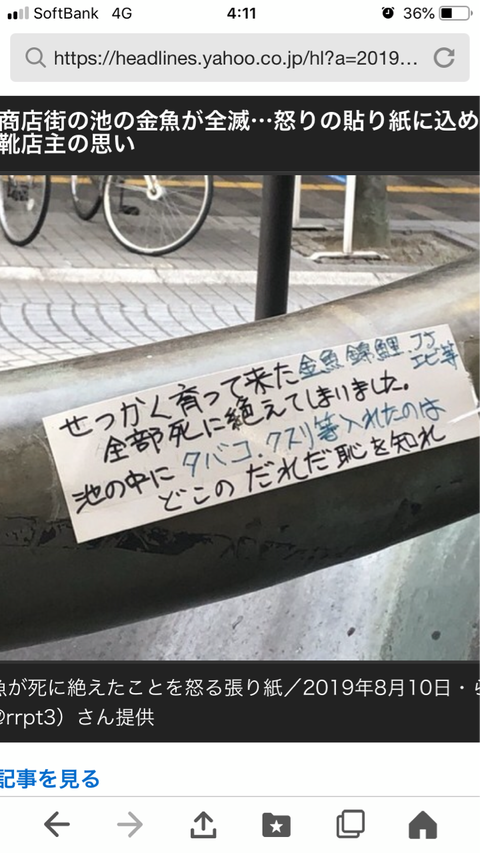 SoftBank 4G 4:11 36%
https://headlines.yahoo.co.jp/hl?a=2019...
商店街の池の金魚が全滅…怒りの貼り紙に込め
靴店主の思い
せっかく育って来た金魚 錦鯉 フナ エビ等
全部死に絶えてしまいました。
池の中に タバコ.クスリ等入れたのは
どこの だれだ 恥を知れ
魚が死に絶えたことを怒る張り紙／2019年8月10日・ら
@rrpt3）さん提供
記事を見る